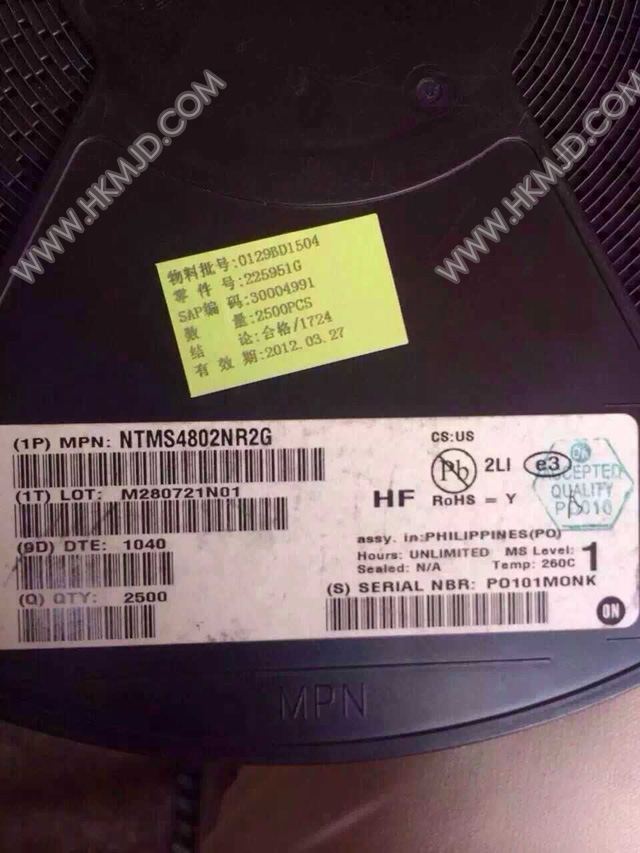 WWW.HKMJD.COM
WWW.HKMJD.COM
物料批号:0129BD1504
零件号:225951G
SAP编码:30004991
数量:2500PCS
结论:合格/1724
有效期:2012.03.27
(1P) MPN: NTMS4802NR2G
(1T) LOT: M280721N01
(9D) DTE: 1040
(Q) QTY: 2500
CS:US
Pb 2LI e3
HF RoHS = Y
ON
ACCEPTED
QUALITY
assy. in:PHILIPPINES(PO)
Hours: UNLIMITED MS Level: 1
Sealed: N/A Temp: 260C
(S) SERIAL NBR: PO101MONK
ON
MPN